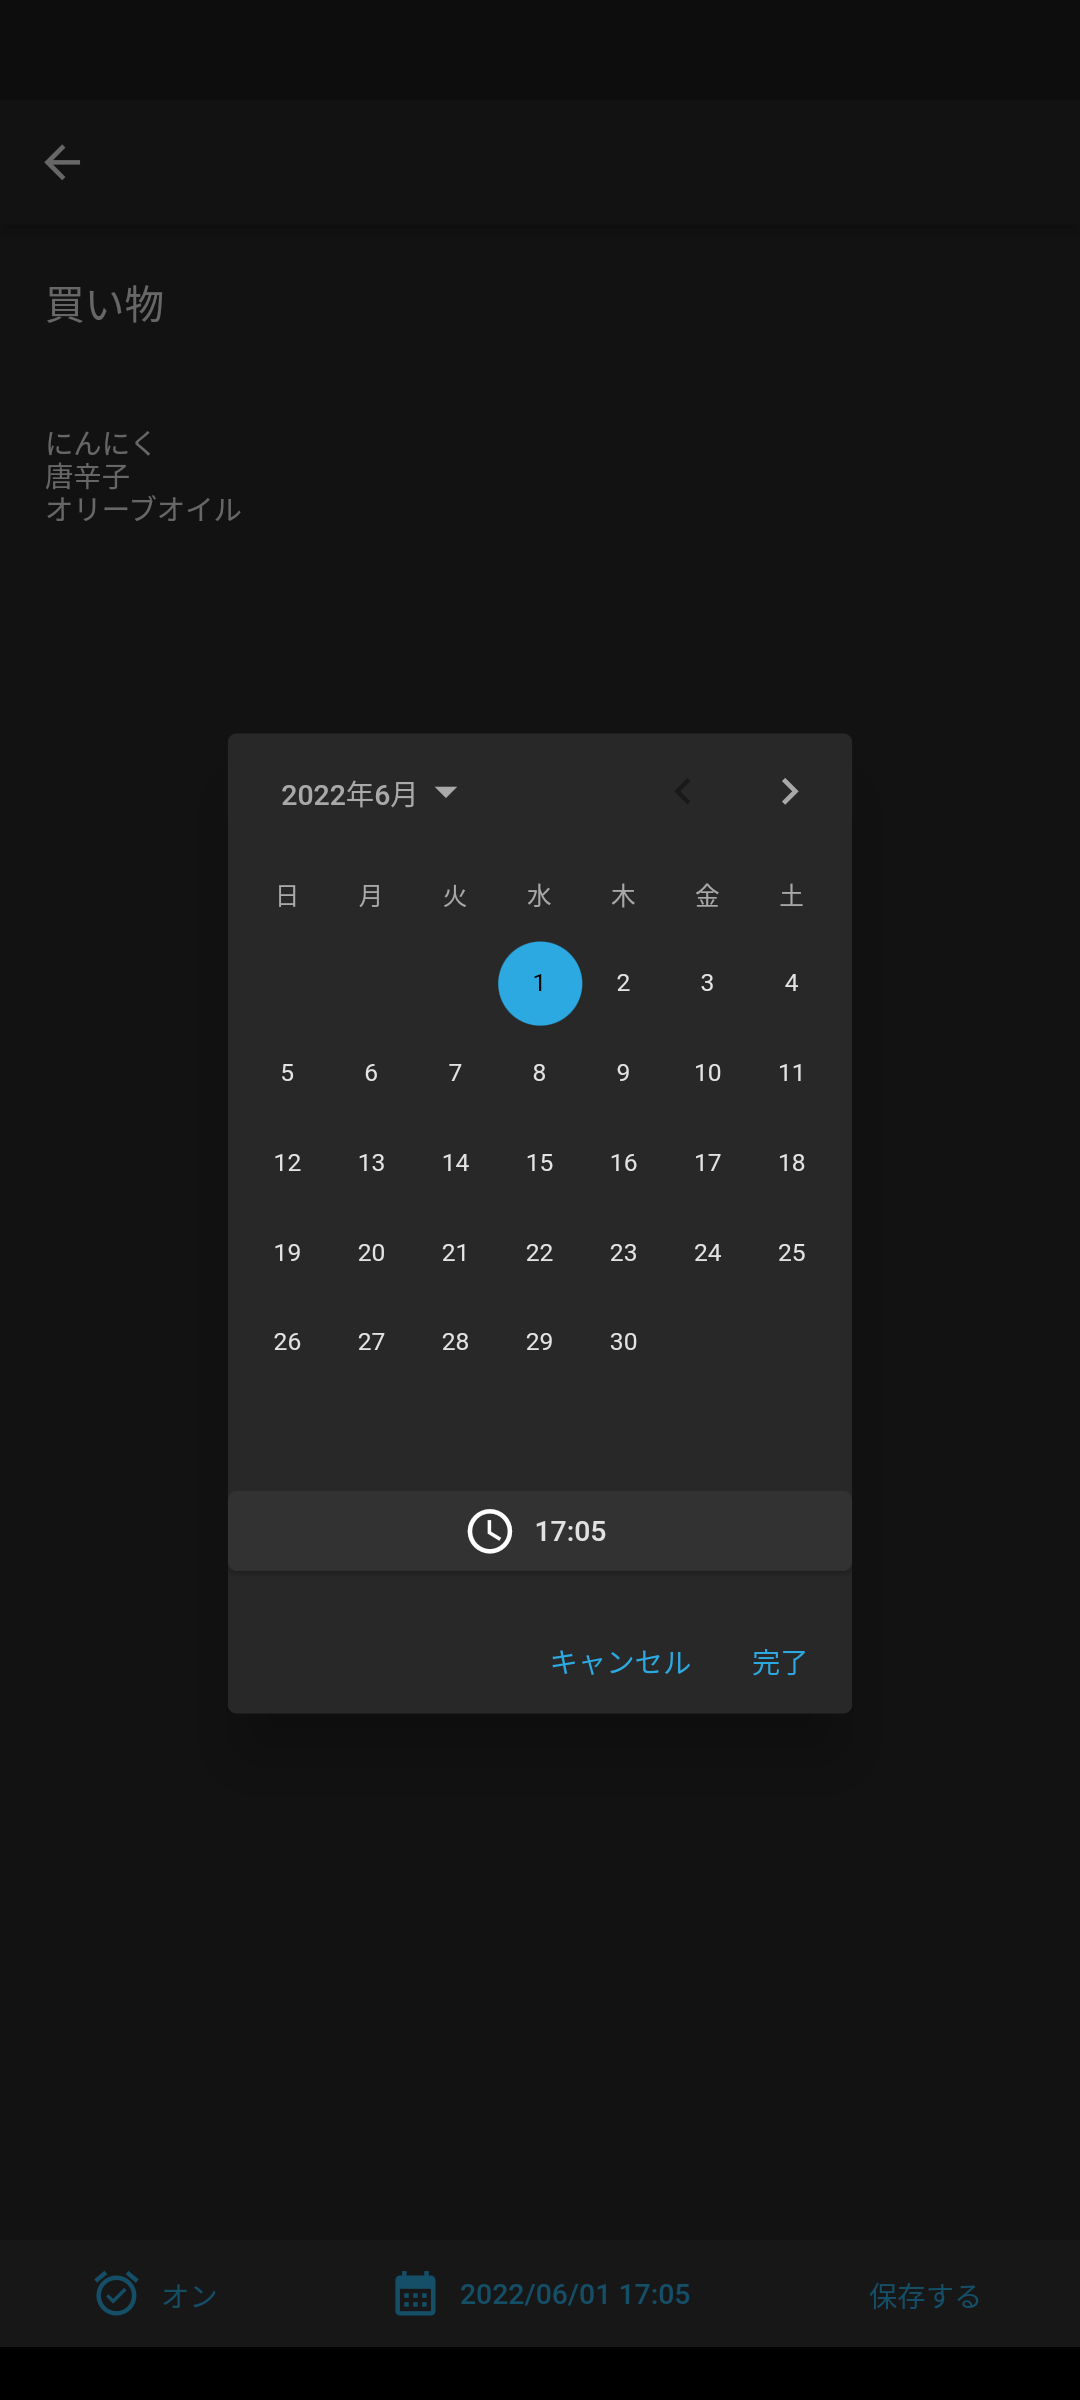 買い物
にんにく
唐辛子
オリーブオイル
2022年6月
日 月 火 水 木 金 土
1 2 3 4
5 6 7 8 9 10 11
12 13 14 15 16 17 18
19 20 21 22 23 24 25
26 27 28 29 30
17:05
キャンセル 完了
オン 2022/06/01 17:05 保存する